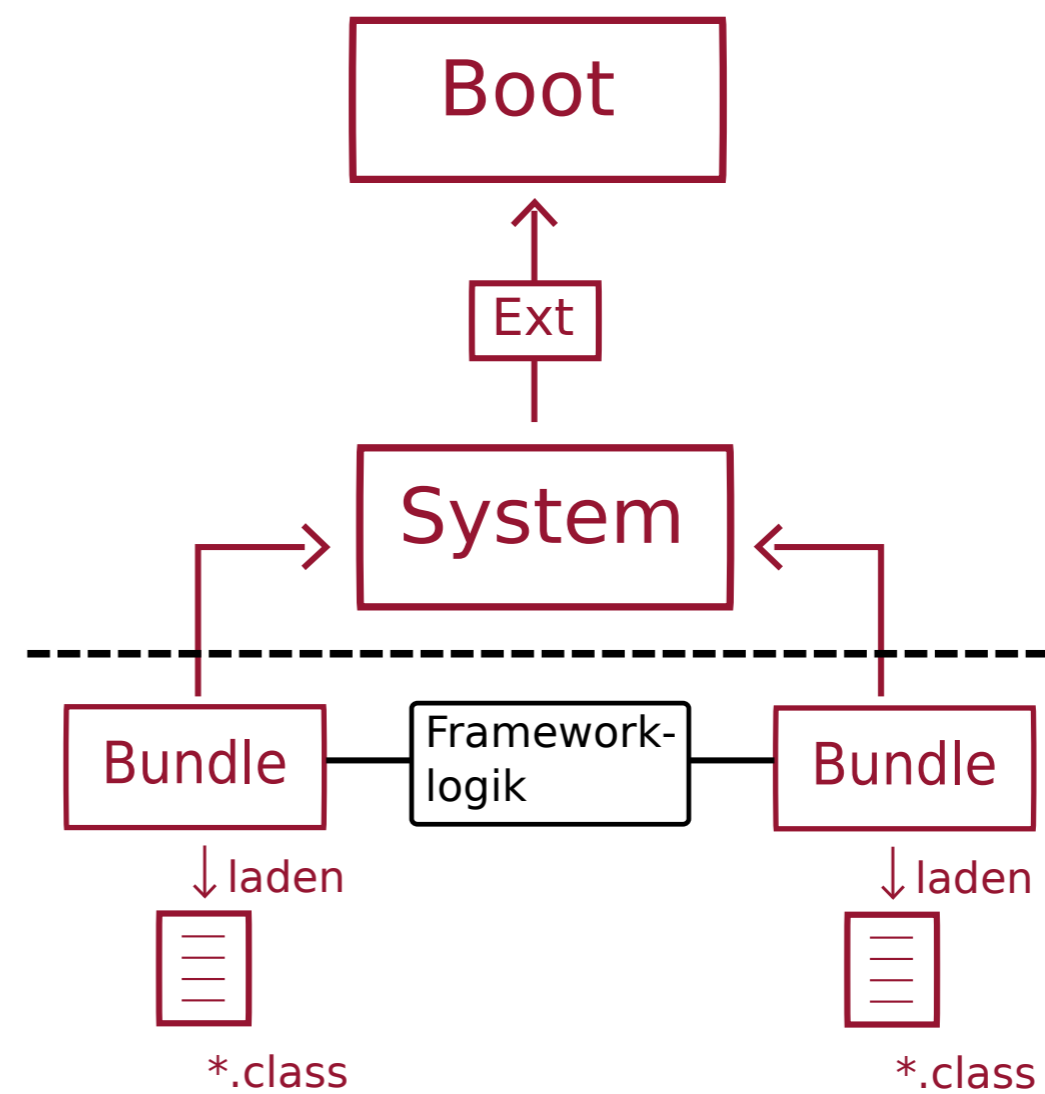 Boot
Ext
System
Bundle
Framework-
logik
Bundle
laden
laden
*.class
*.class